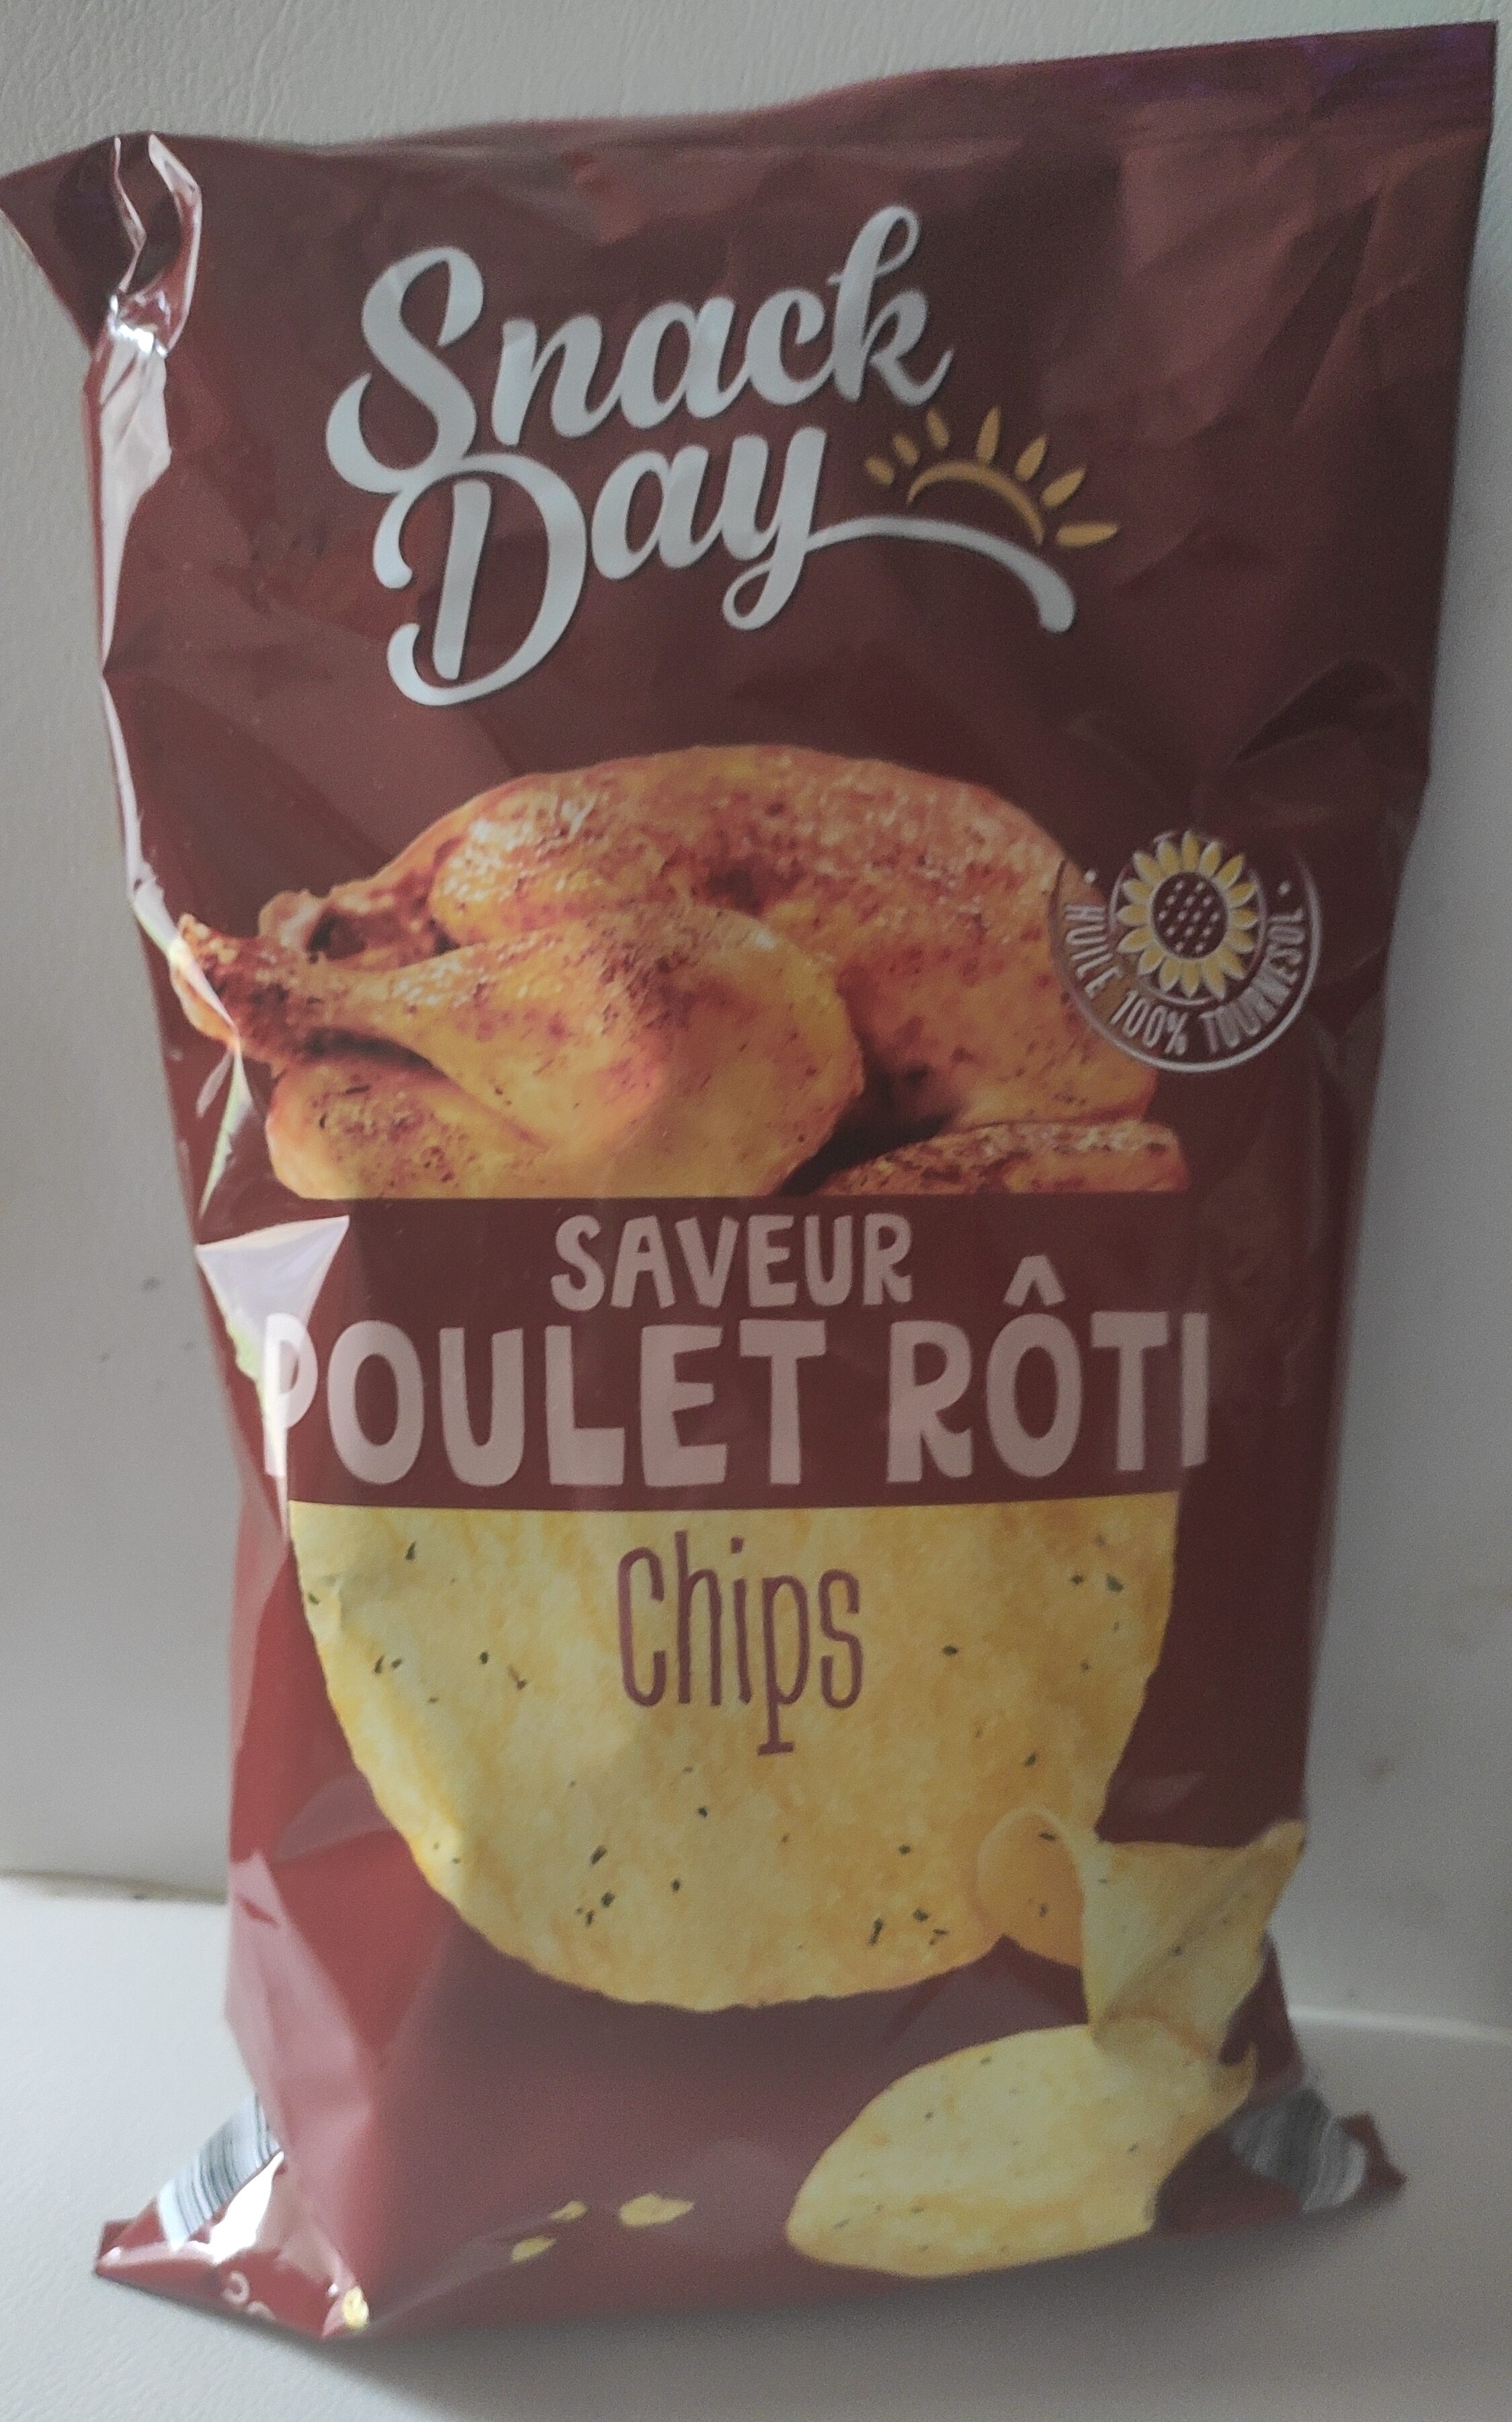 Snack
Day
HUILE 100% TOURNESOL
SAVEUR
POULET RÔTI
Chips